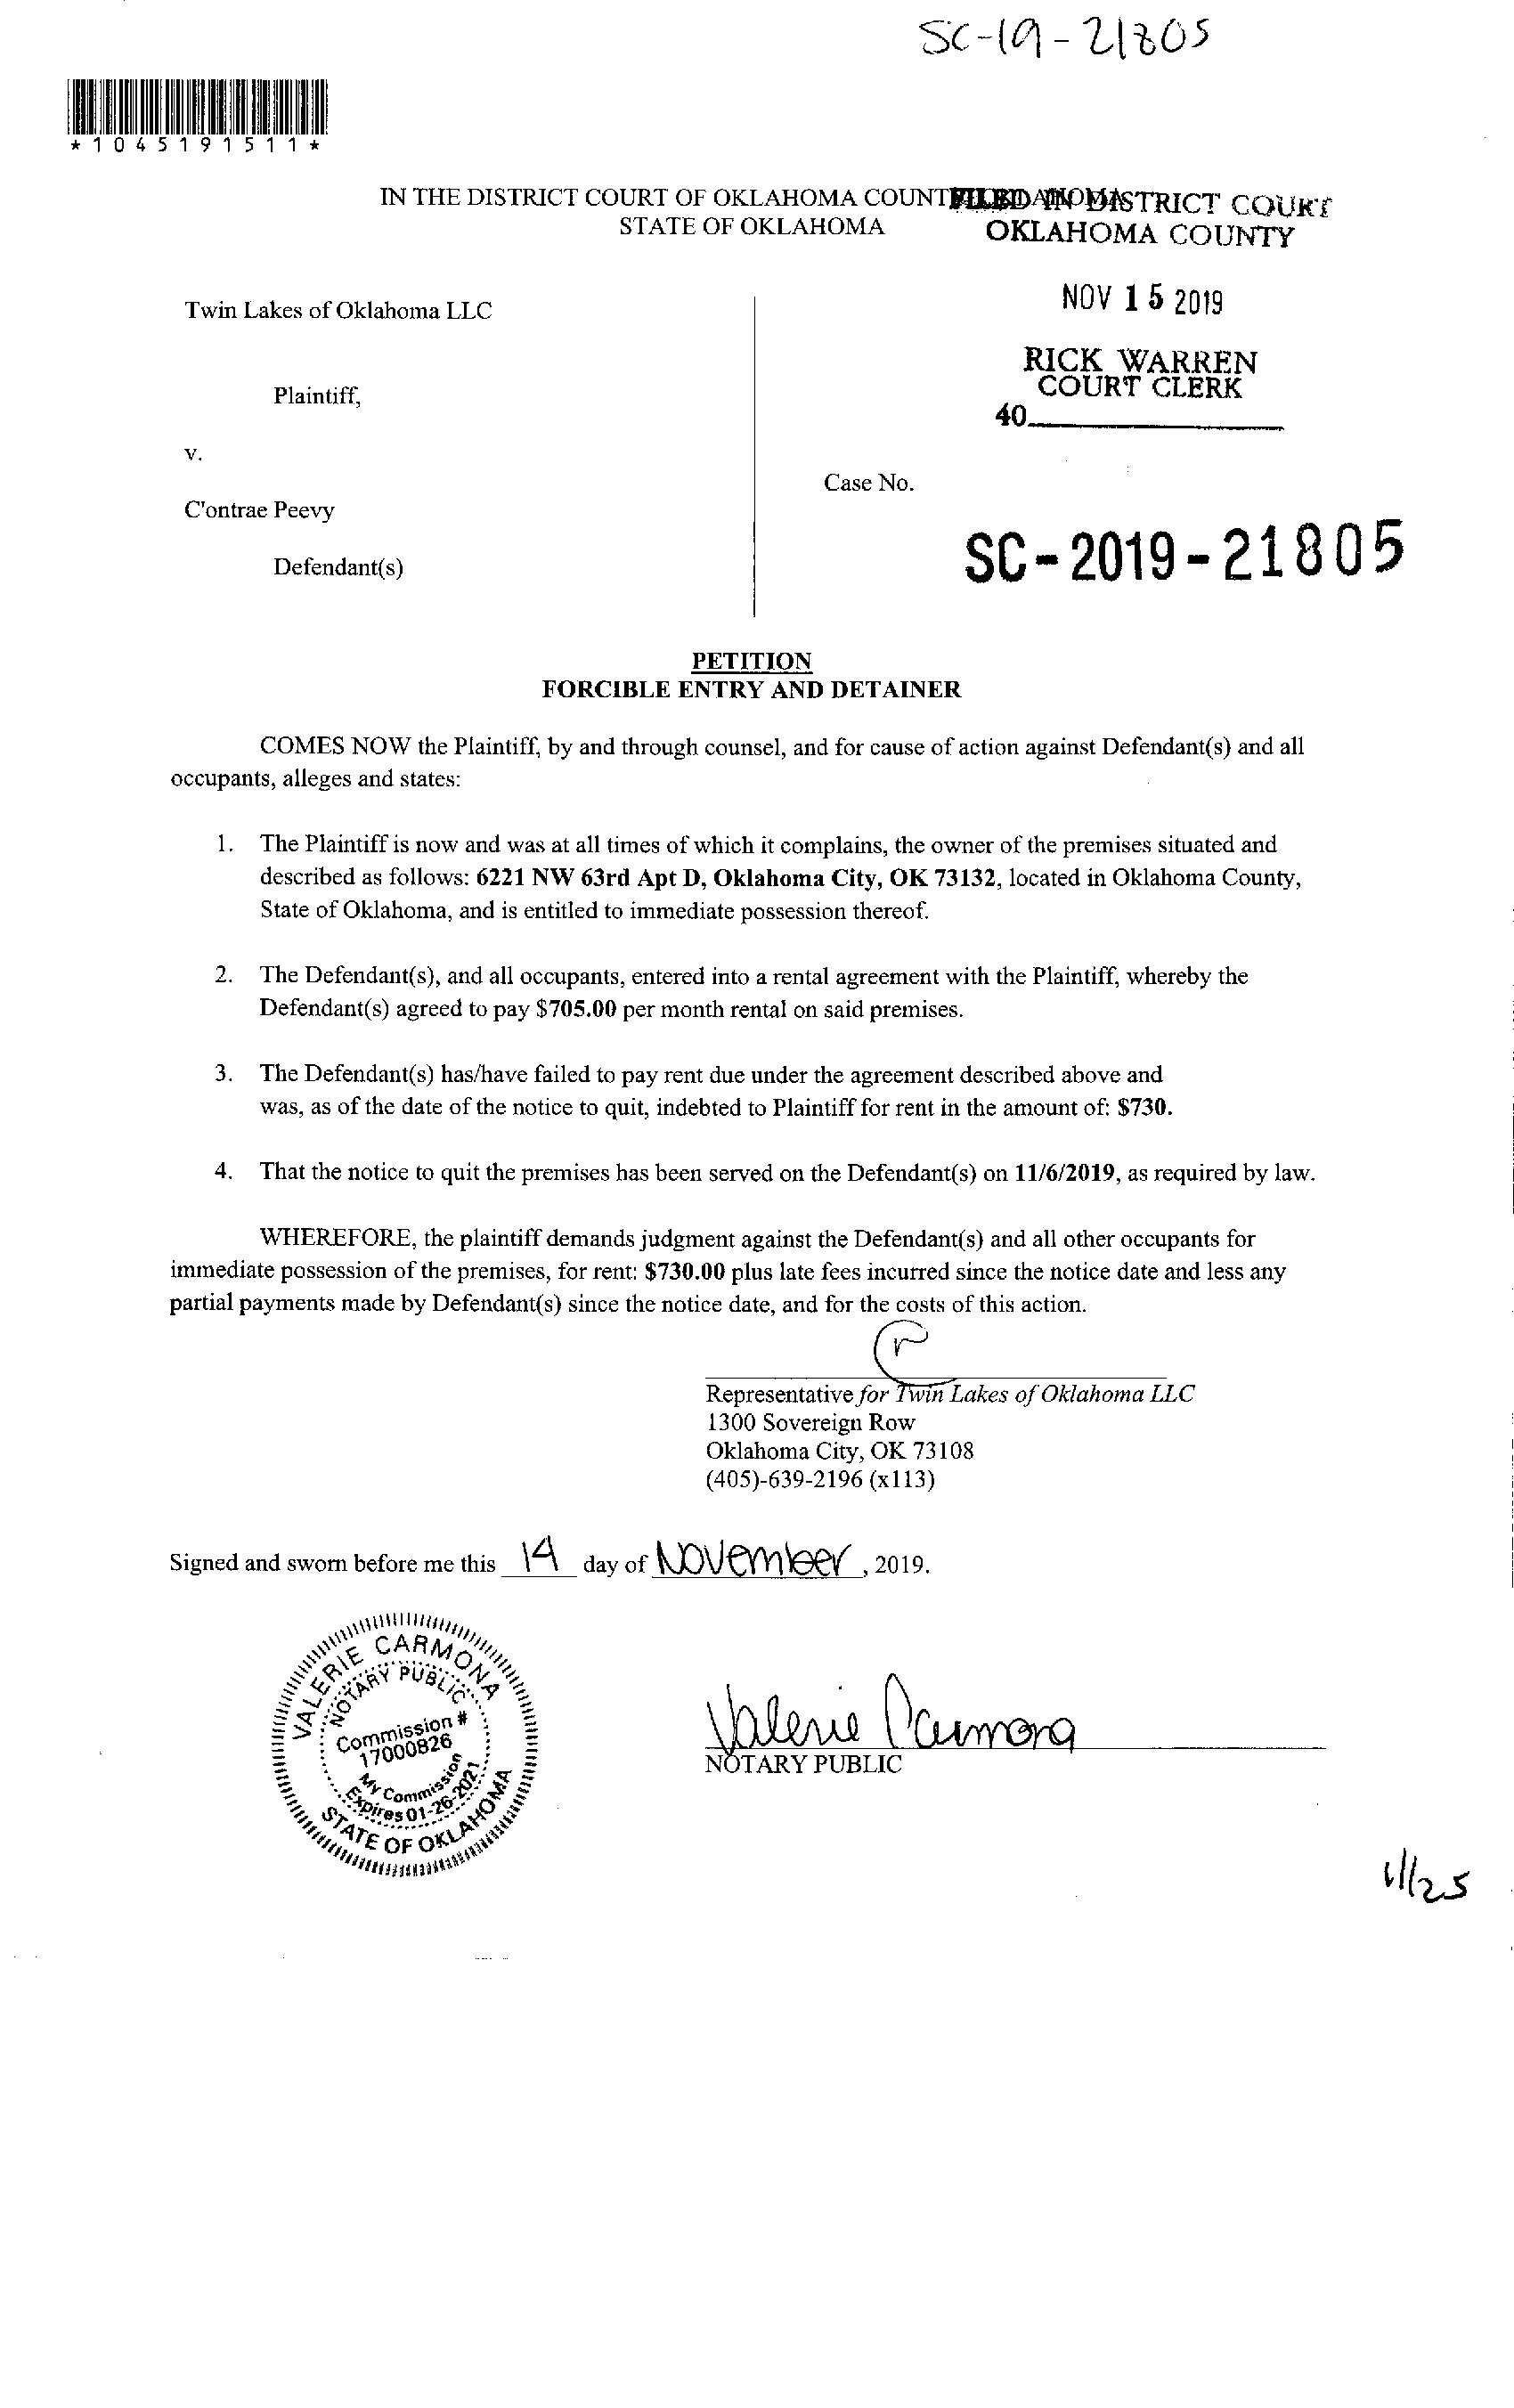 SC-19-21805
*1045191511*
IN THE DISTRICT COURT OF OKLAHOMA COUNTY
FILED IN DISTRICT COURT
STATE OF OKLAHOMA
OKLAHOMA COUNTY
NOV 15 2019
Twin Lakes of Oklahoma LLC
RICK WARREN
COURT CLERK
Plaintiff,
40
v.
Case No.
C'ontrae Peevy
SC-2019-21805
Defendant(s)
PETITION
FORCIBLE ENTRY AND DETAINER
COMES NOW the Plaintiff, by and through counsel, and for cause of action against Defendant(s) and all
occupants, alleges and states:
1. The Plaintiff is now and was at all times of which it complains, the owner of the premises situated and
described as follows: 6221 NW 63rd Apt D, Oklahoma City, OK 73132, located in Oklahoma County,
State of Oklahoma, and is entitled to immediate possession thereof.
2. The Defendant(s), and all occupants, entered into a rental agreement with the Plaintiff, whereby the
Defendant(s) agreed to pay $705.00 per month rental on said premises.
3. The Defendant(s) has/have failed to pay rent due under the agreement described above and
was, as of the date of the notice to quit, indebted to Plaintiff for rent in the amount of: $730.
4. That the notice to quit the premises has been served on the Defendant(s) on 11/6/2019, as required by law.
WHEREFORE, the plaintiff demands judgment against the Defendant(s) and all other occupants for
immediate possession of the premises, for rent: $730.00 plus late fees incurred since the notice date and less any
partial payments made by Defendant(s) since the notice date, and for the costs of this action.
Representative for Twin Lakes of Oklahoma LLC
1300 Sovereign Row
Oklahoma City, OK 73108
(405)-639-2196 (x113)
Signed and sworn before me this 14 day of November, 2019.
VALERIE CARMONA
NOTARY PUBLIC
Commission #
17000826
My Commission
Expires 01-26-2021
STATE OF OKLAHOMA
Valerie Carmona
NOTARY PUBLIC
11/25